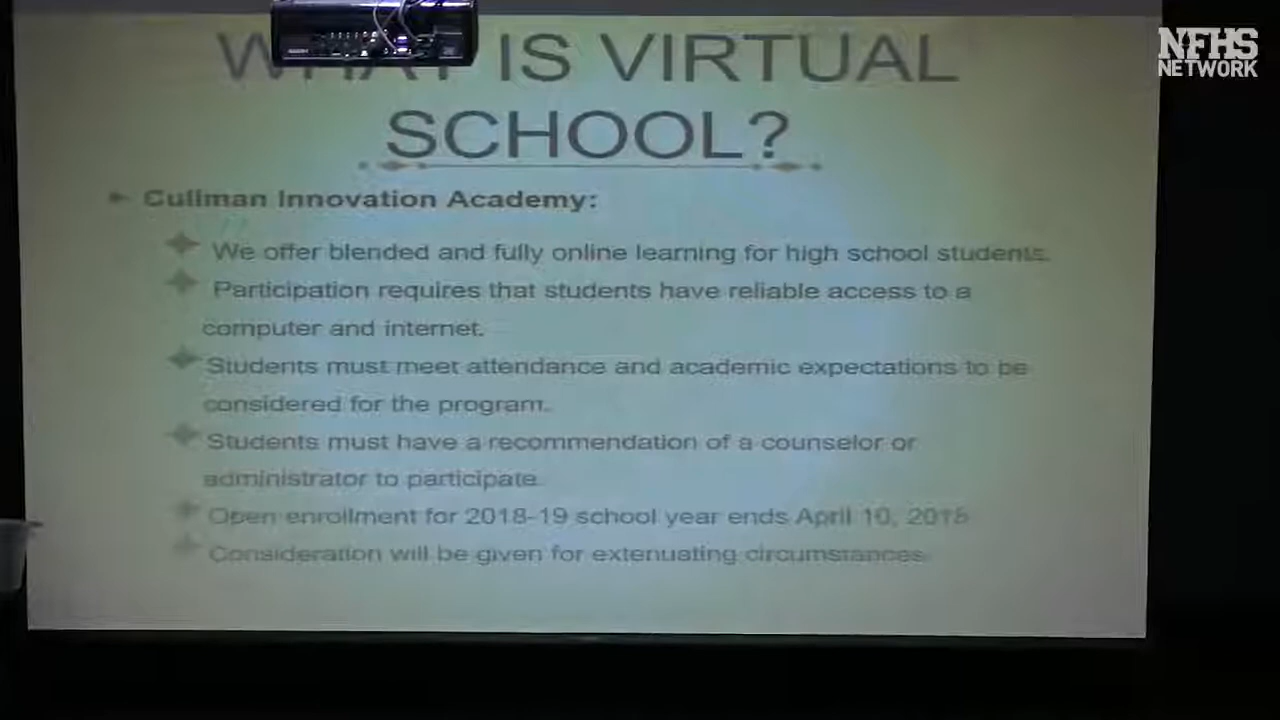 WHAT IS VIRTUAL
SCHOOL?
Cullman Innovation Academy:
We offer blended and fully online learning for high school students.
Participation requires that students have reliable access to a
computer and internet.
Students must meet attendance and academic expectations to be
considered for the program.
Students must have a recommendation of a counselor or
administrator to participate.
Open enrollment for 2018-19 school year ends April 10, 2018
Consideration will be given for extenuating circumstances.
NFHS
NETWORK